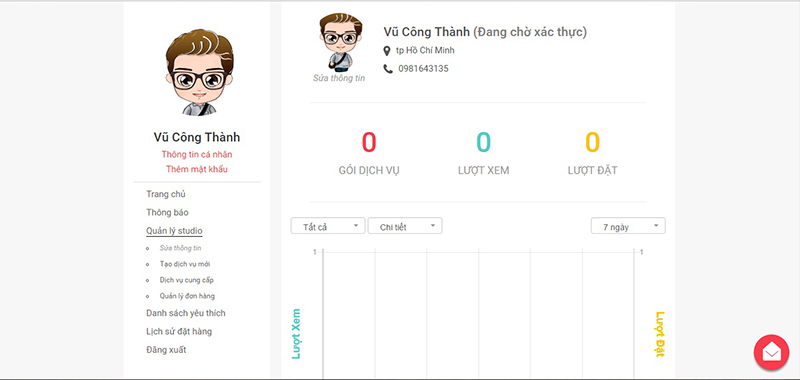 Vũ Công Thành
Thông tin cá nhân
Thêm mật khẩu
Trang chủ
Thông báo
Quản lý studio
Sửa thông tin
Tạo dịch vụ mới
Dịch vụ cung cấp
Quản lý đơn hàng
Danh sách yêu thích
Lịch sử đặt hàng
Đăng xuất
Sửa thông tin
Vũ Công Thành (Đang chờ xác thực)
tp Hồ Chí Minh
0981643135
0 0 0
GÓI DỊCH VỤ LƯỢT XEM LƯỢT ĐẶT
Tất cả Chi tiết 7 ngày
1 1
Lượt Xem
Lượt Đặt